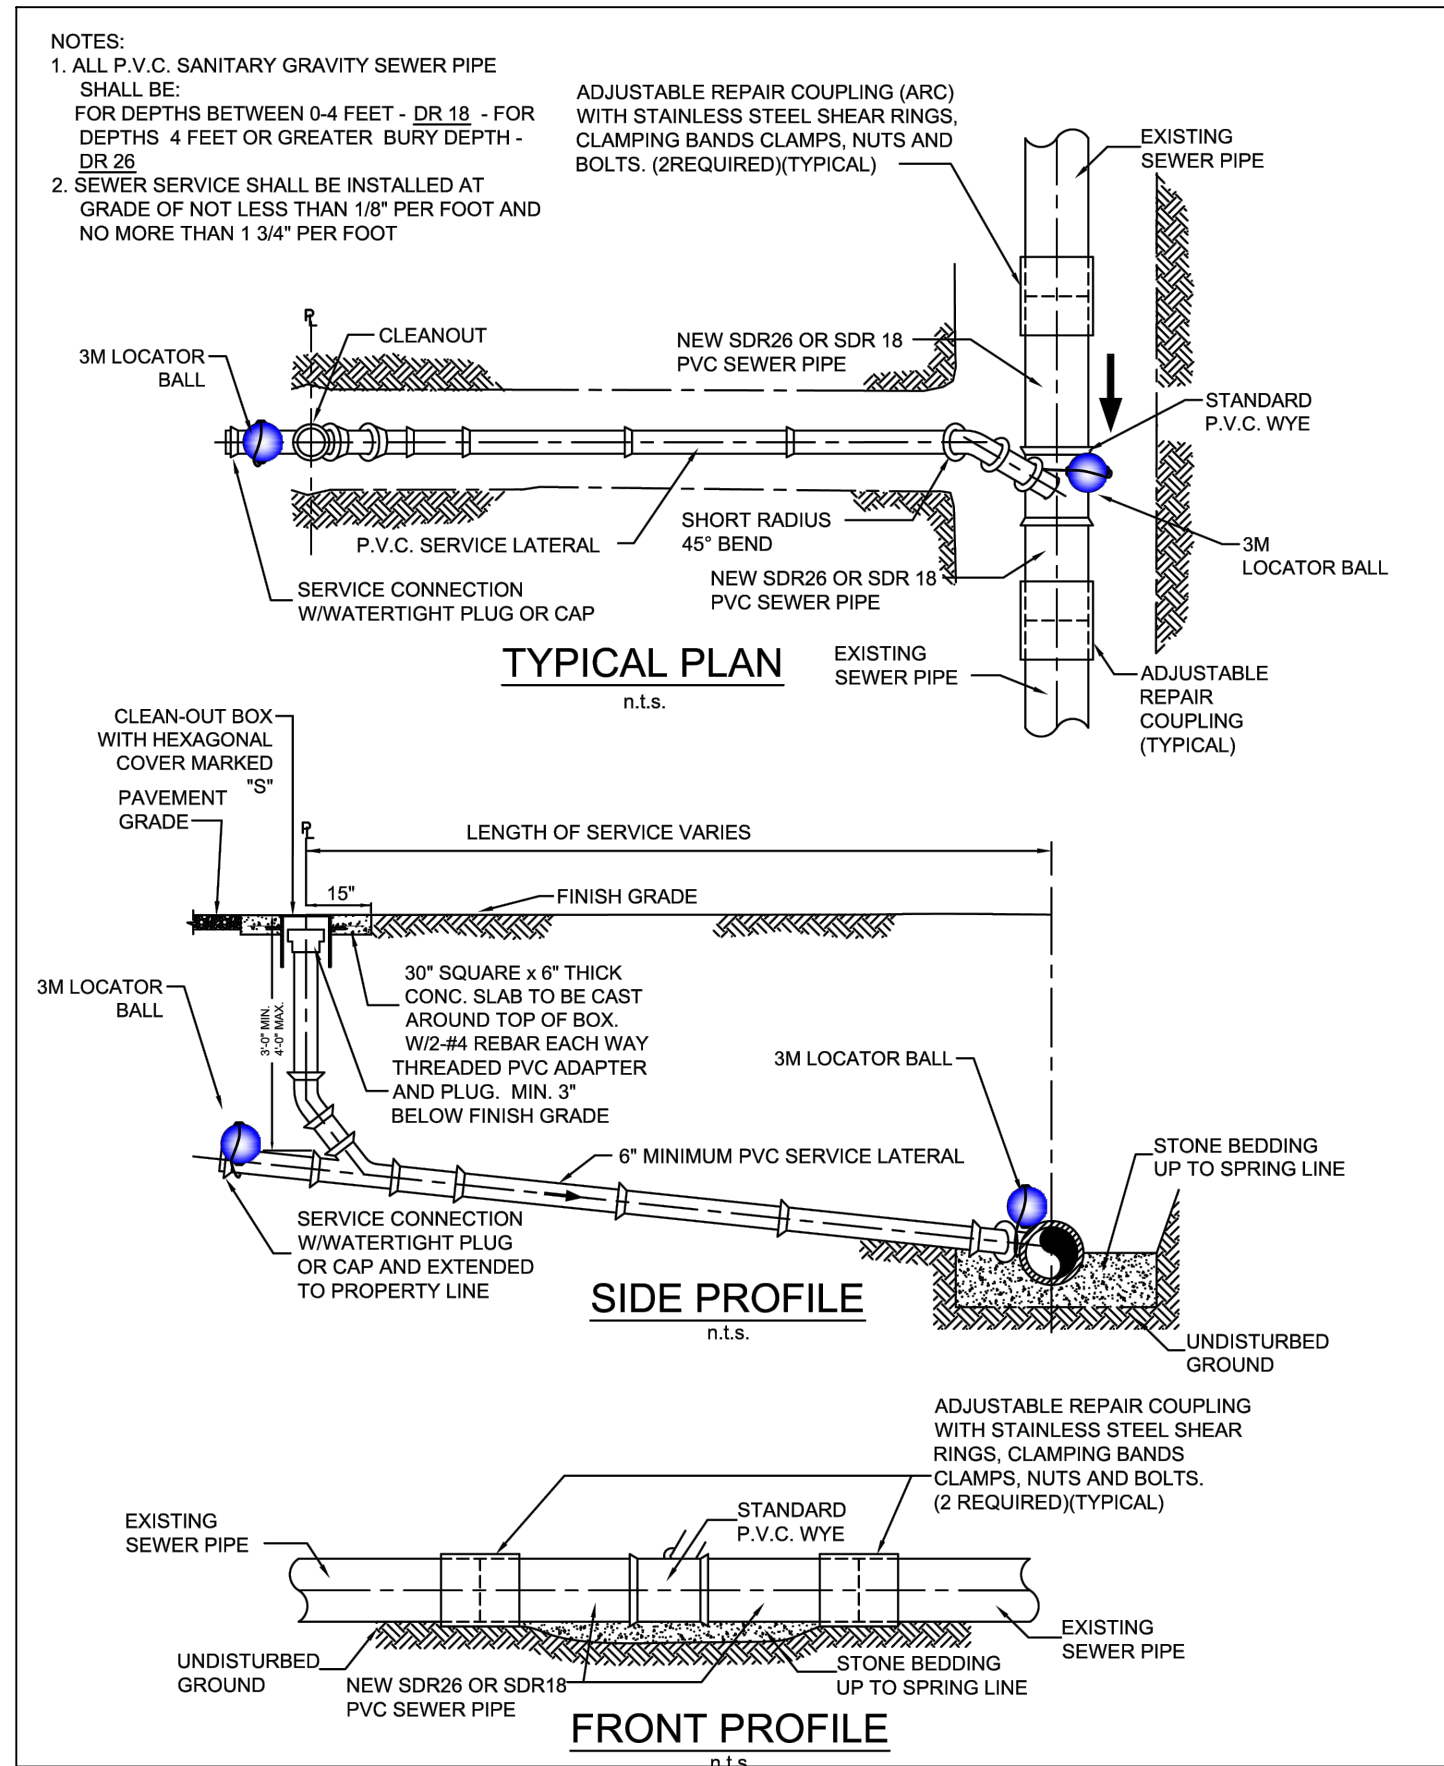 NOTES:
1. ALL P.V.C. SANITARY GRAVITY SEWER PIPE
SHALL BE:
FOR DEPTHS BETWEEN 0-4 FEET - DR 18 - FOR
DEPTHS 4 FEET OR GREATER BURY DEPTH -
DR 26
2. SEWER SERVICE SHALL BE INSTALLED AT
GRADE OF NOT LESS THAN 1/8" PER FOOT AND
NO MORE THAN 1 3/4" PER FOOT
ADJUSTABLE REPAIR COUPLING (ARC)
WITH STAINLESS STEEL SHEAR RINGS,
CLAMPING BANDS CLAMPS, NUTS AND
BOLTS. (2REQUIRED)(TYPICAL)
EXISTING
SEWER PIPE
PL
CLEANOUT
3M LOCATOR
BALL
NEW SDR26 OR SDR 18
PVC SEWER PIPE
STANDARD
P.V.C. WYE
SHORT RADIUS
45° BEND
P.V.C. SERVICE LATERAL
3M
LOCATOR BALL
NEW SDR26 OR SDR 18
PVC SEWER PIPE
SERVICE CONNECTION
W/WATERTIGHT PLUG OR CAP
TYPICAL PLAN
n.t.s.
EXISTING
SEWER PIPE
ADJUSTABLE
REPAIR
COUPLING
(TYPICAL)
CLEAN-OUT BOX
WITH HEXAGONAL
COVER MARKED
"S"
PAVEMENT
GRADE
PL
LENGTH OF SERVICE VARIES
15"
FINISH GRADE
3M LOCATOR
BALL
3'-0" MIN.
4'-0" MAX.
30" SQUARE x 6" THICK
CONC. SLAB TO BE CAST
AROUND TOP OF BOX.
W/2-#4 REBAR EACH WAY
THREADED PVC ADAPTER
AND PLUG. MIN. 3"
BELOW FINISH GRADE
3M LOCATOR BALL
6" MINIMUM PVC SERVICE LATERAL
STONE BEDDING
UP TO SPRING LINE
SERVICE CONNECTION
W/WATERTIGHT PLUG
OR CAP AND EXTENDED
TO PROPERTY LINE
SIDE PROFILE
n.t.s.
UNDISTURBED
GROUND
ADJUSTABLE REPAIR COUPLING
WITH STAINLESS STEEL SHEAR
RINGS, CLAMPING BANDS
CLAMPS, NUTS AND BOLTS.
(2 REQUIRED)(TYPICAL)
EXISTING
SEWER PIPE
STANDARD
P.V.C. WYE
EXISTING
SEWER PIPE
UNDISTURBED
GROUND
NEW SDR26 OR SDR18
PVC SEWER PIPE
STONE BEDDING
UP TO SPRING LINE
FRONT PROFILE
n.t.s.